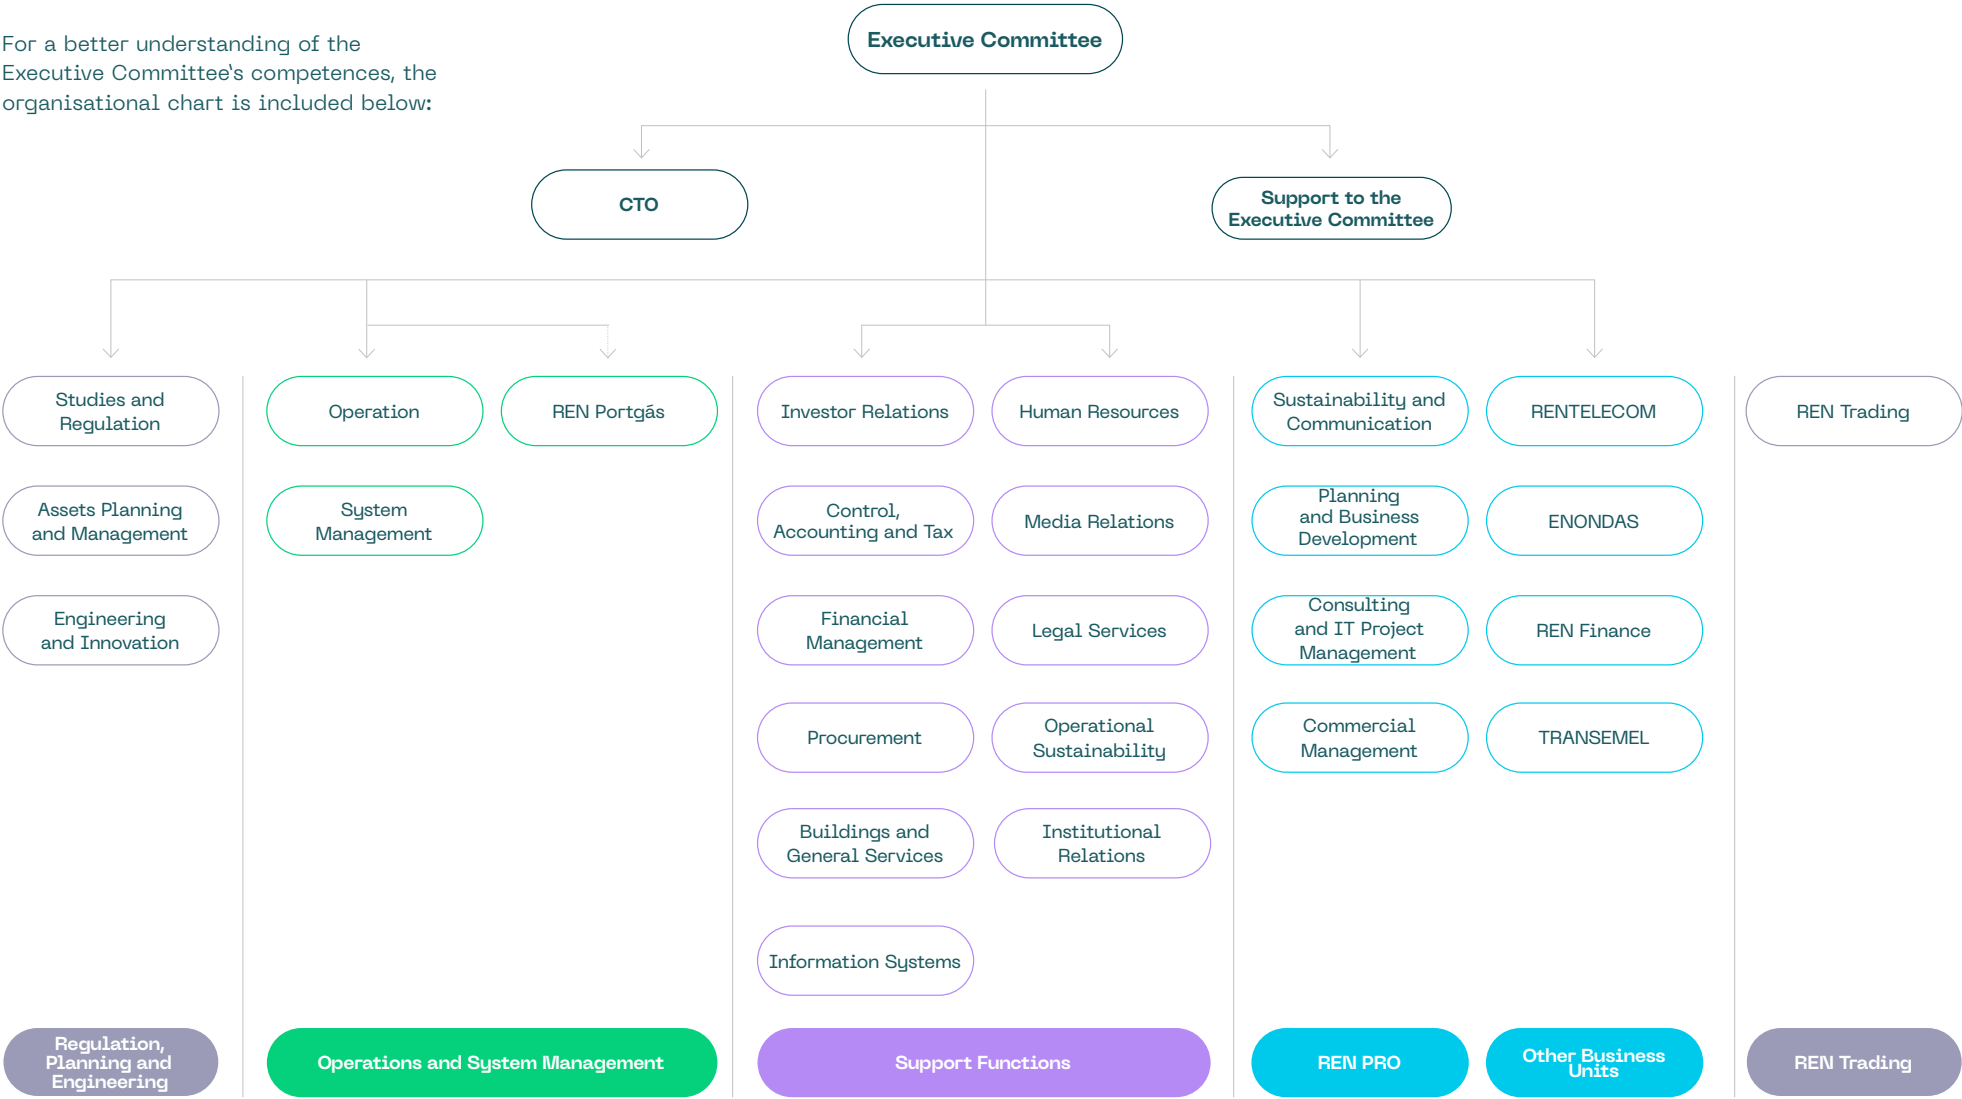 For a better understanding of the
Executive Committee‛s competences, the
organisational chart is included below:
Executive Committee
CTO
Support to the
Executive Committee
Studies and
Regulation
Operation
REN Portgás
Investor Relations
Human Resources
Sustainability and
Communication
RENTELECOM
REN Trading
Assets Planning
and Management
System
Management
Control,
Accounting and Tax
Media Relations
Planning
and Business
Development
ENONDAS
Engineering
and Innovation
Financial
Management
Legal Services
Consulting
and IT Project
Management
REN Finance
Procurement
Operational
Sustainability
Commercial
Management
TRANSEMEL
Buildings and
General Services
Institutional
Relations
Information Systems
Regulation,
Planning and
Engineering
Operations and System Management
Support Functions
REN PRO
Other Business
Units
REN Trading